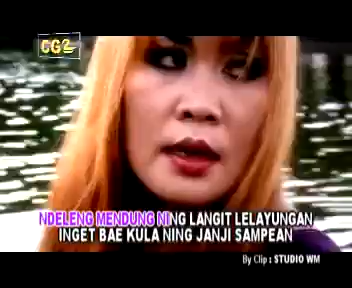 CG2
NDELENG MENDUNG NING LANGIT LELAYUNGAN
INGET BAE KULA NING JANJI SAMPEAN
By Clip : STUDIO WM